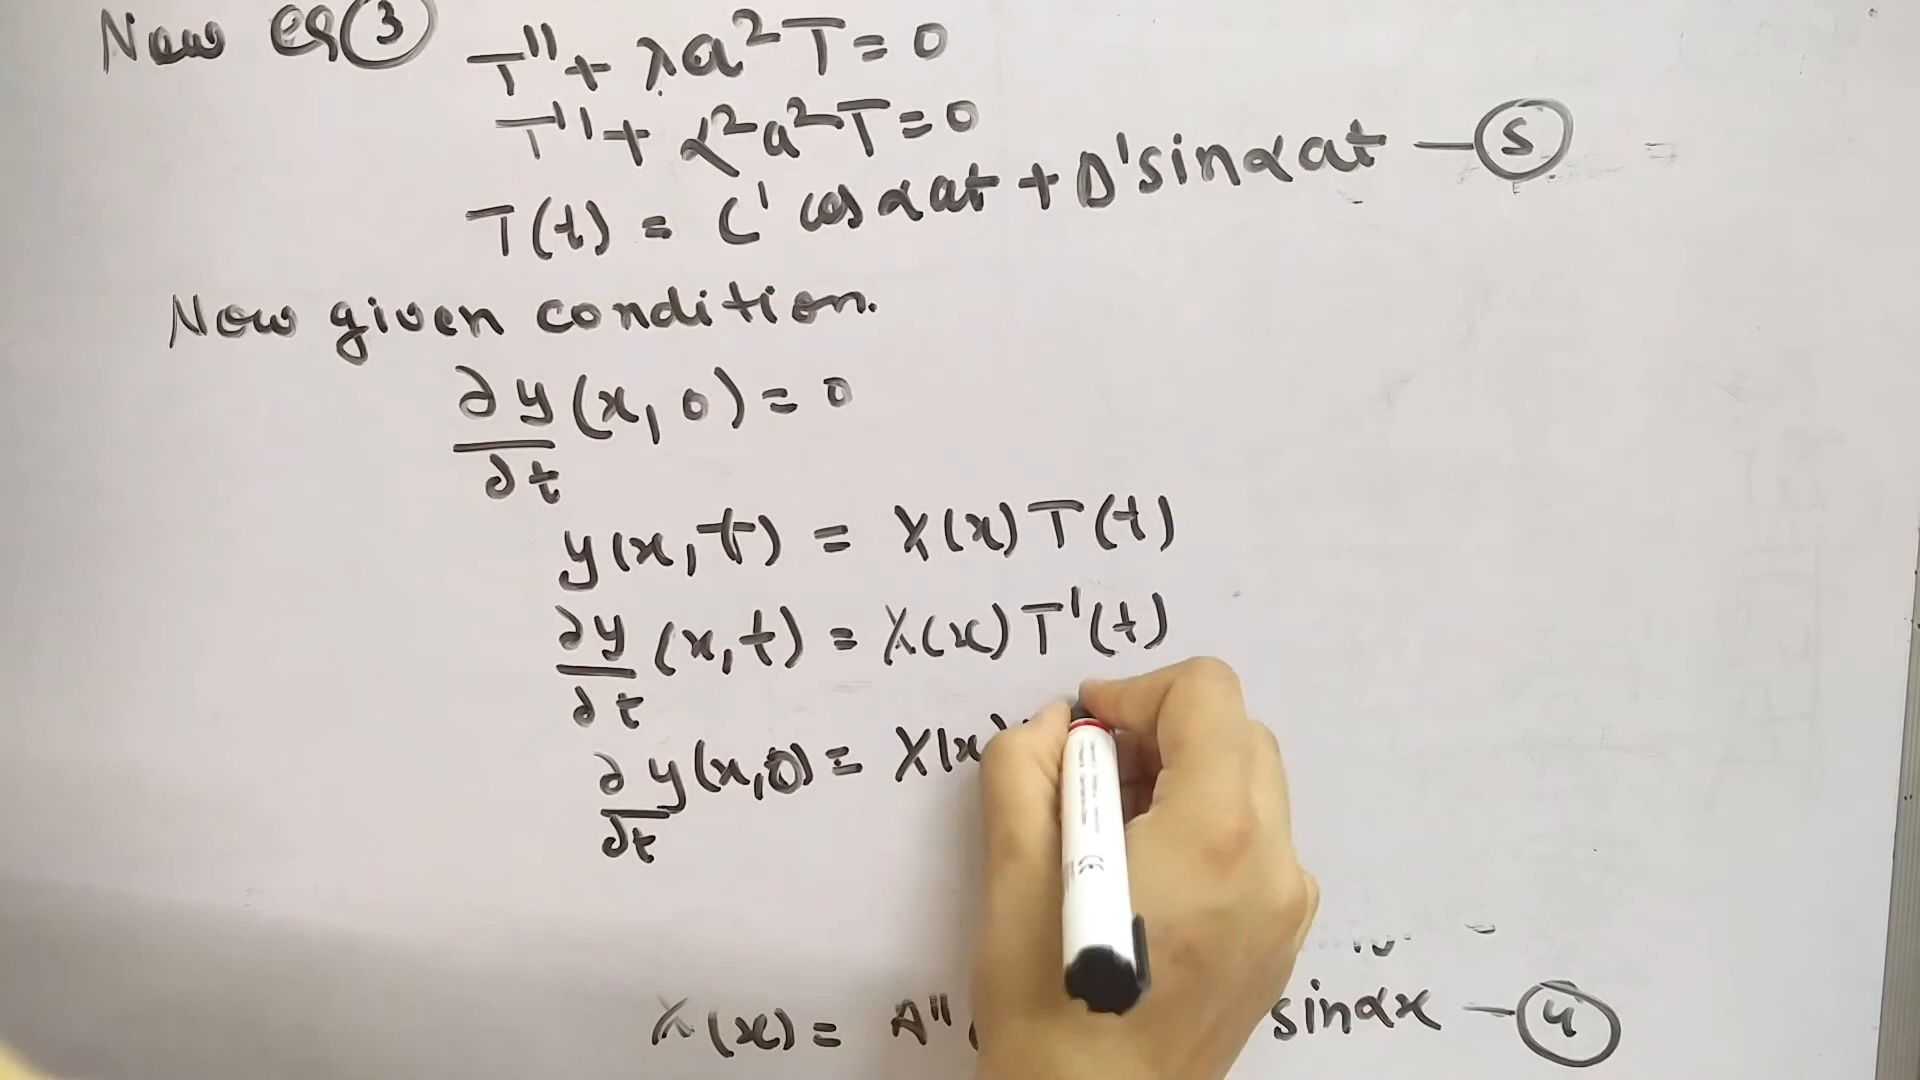 Now eq ③ T'' + λa²T = 0
T'' + α²a²T = 0
T(t) = C' cos αat + D' sin αat — ⑤
Now given condition.
∂y/∂t (x, 0) = 0
y(x, t) = X(x) T(t)
∂y/∂t (x, t) = X(x) T'(t)
∂y/∂t (x, 0) = X(x)
X(x) = A'' sin αx — ④